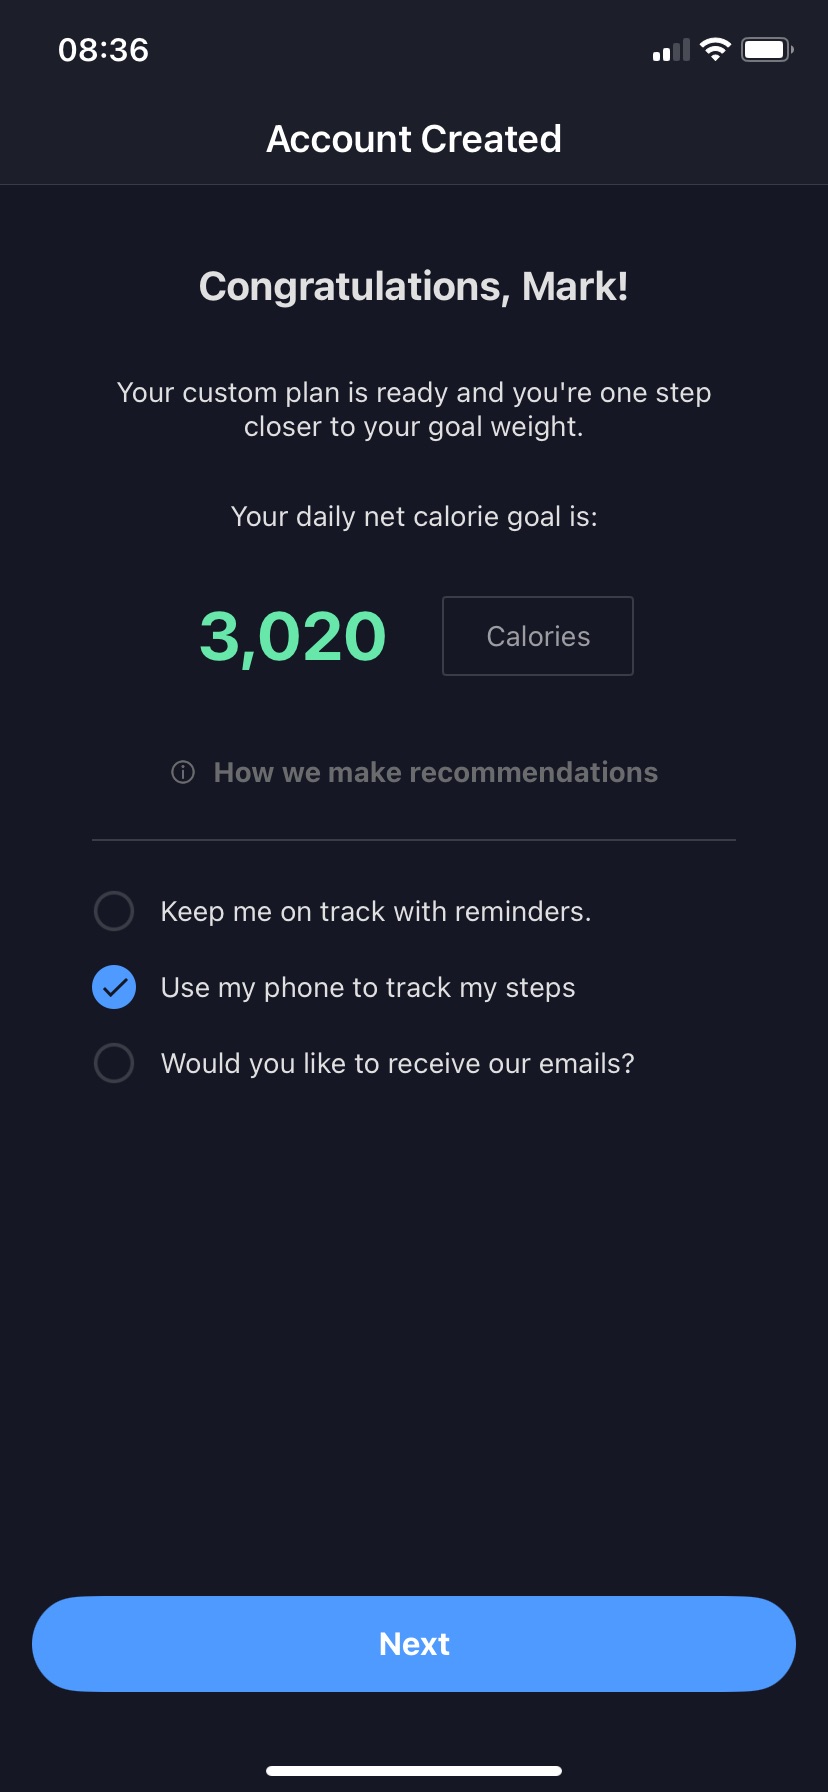 08:36
Account Created
Congratulations, Mark!
Your custom plan is ready and you're one step
closer to your goal weight.
Your daily net calorie goal is:
3,020
Calories
How we make recommendations
Keep me on track with reminders.
Use my phone to track my steps
Would you like to receive our emails?
Next